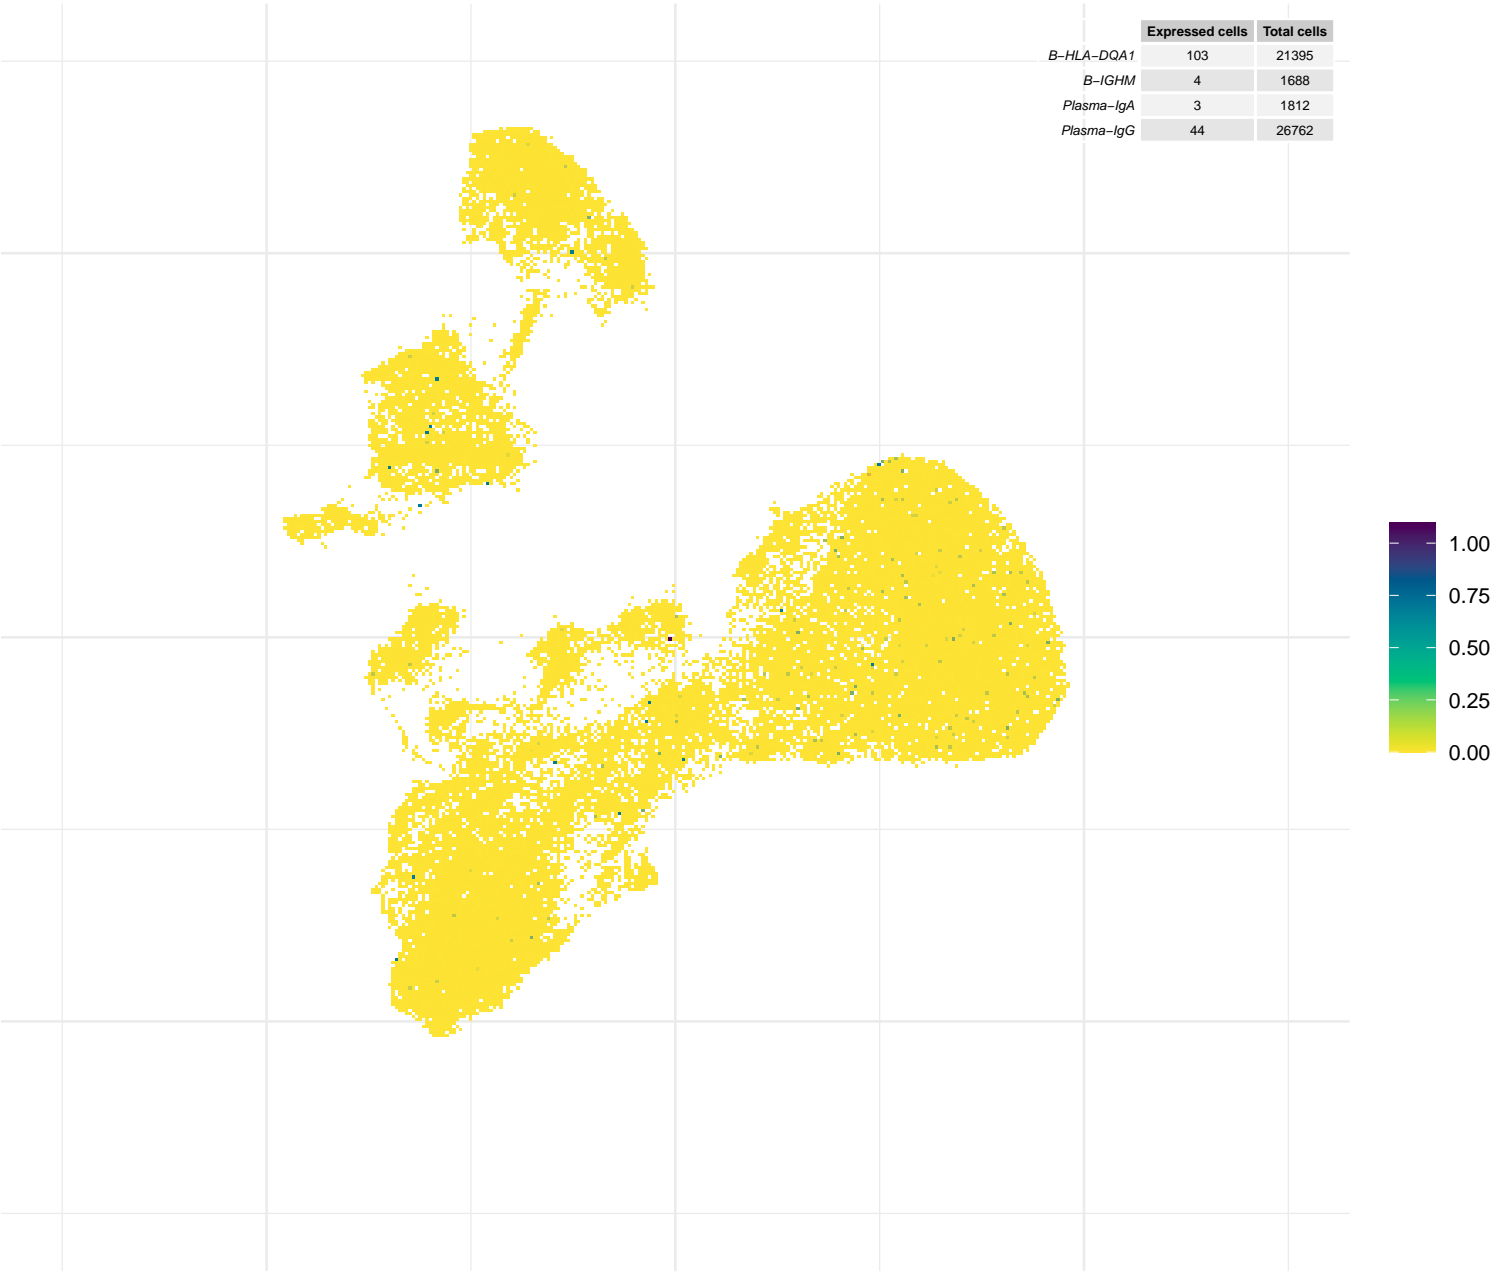 Expressed cells Total cells
B−HLA−DQA1 103 21395
B−IGHM 4 1688
Plasma−IgA 3 1812
Plasma−IgG 44 26762
1.00
0.75
0.50
0.25
0.00